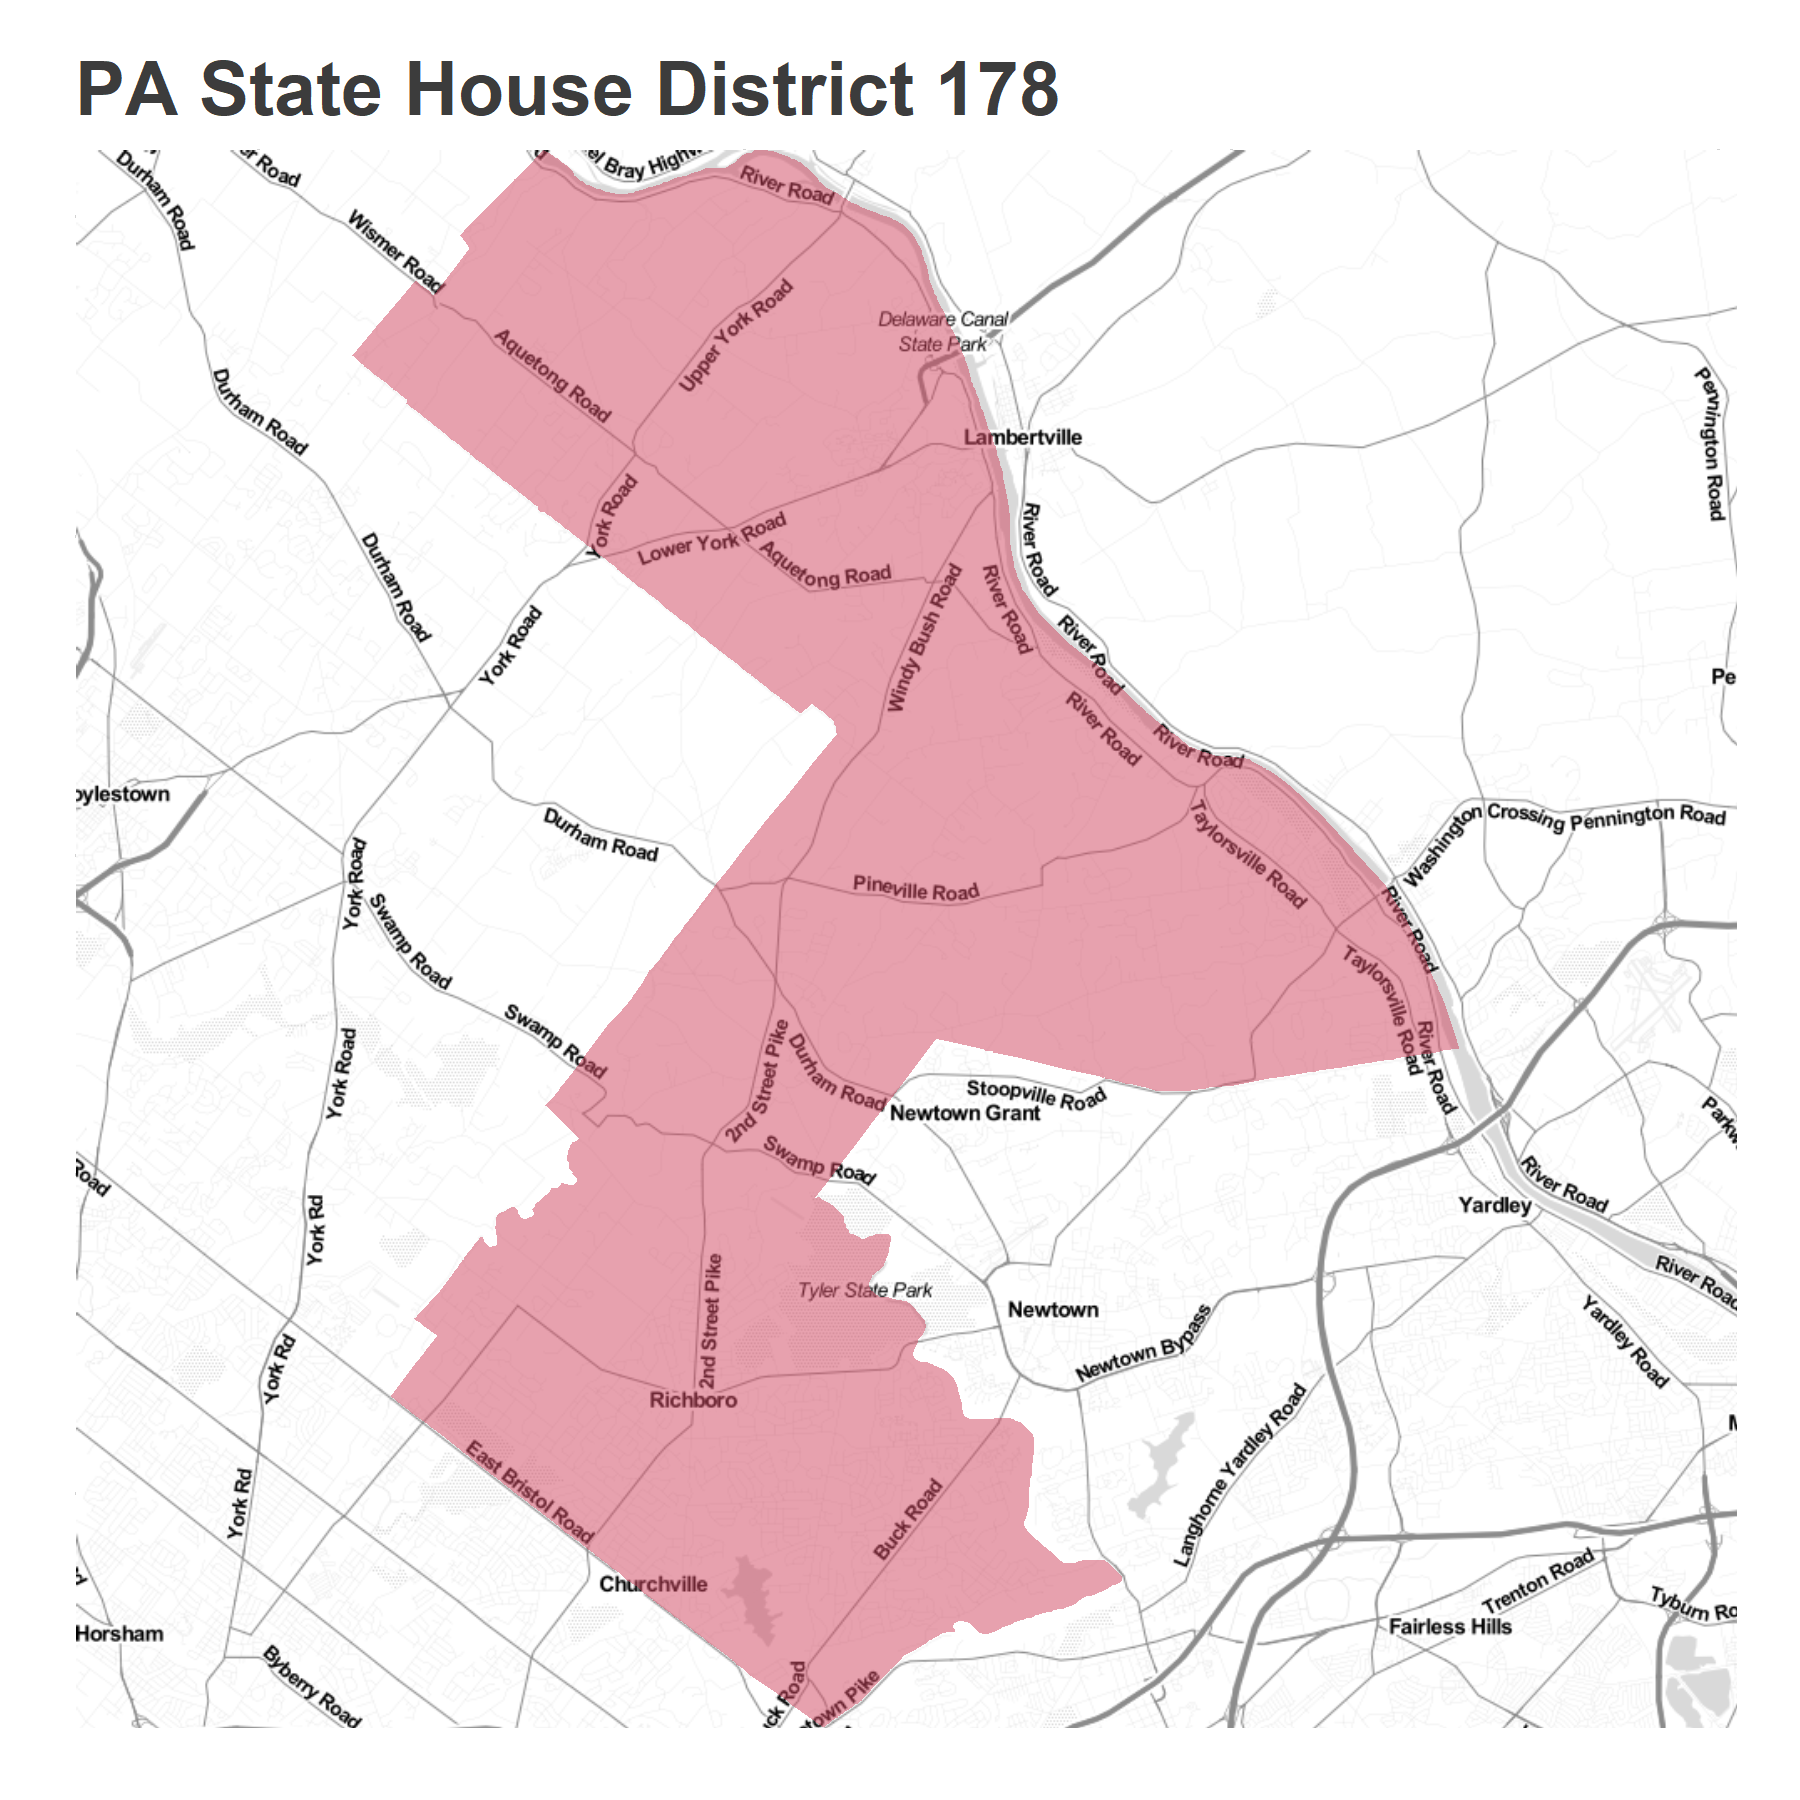 PA State House District 178
Durham Road
Road
Bray Highw
River Road
Wismer Road
Upper York Road
Delaware Canal
State Park
Aquetong Road
Durham Road
Pennington Road
Lambertville
York Road
Lower York Road
Aquetong Road
River Road
Durham Road
Windy Bush Road
River Road
York Road
River Road
River Road
River Road
Pe
oylestown
Durham Road
Taylorsville Road
Washington Crossing Pennington Road
York Road
Pineville Road
Swamp Road
River Road
Taylorsville Road
Swamp Road
York Road
2nd Street Pike
Durham Road
Stoopville Road
Newtown Grant
River Road
Parkw
Swamp Road
Road
York Rd
River Road
Yardley
2nd Street Pike
Tyler State Park
Newtown
River Road
Yardley Road
Newtown Bypass
York Rd
Richboro
Langhorne Yardley Road
East Bristol Road
Buck Road
York Rd
Churchville
Trenton Road
Tyburn Ro
Horsham
Fairless Hills
Byberry Road
uck Road
town Pike